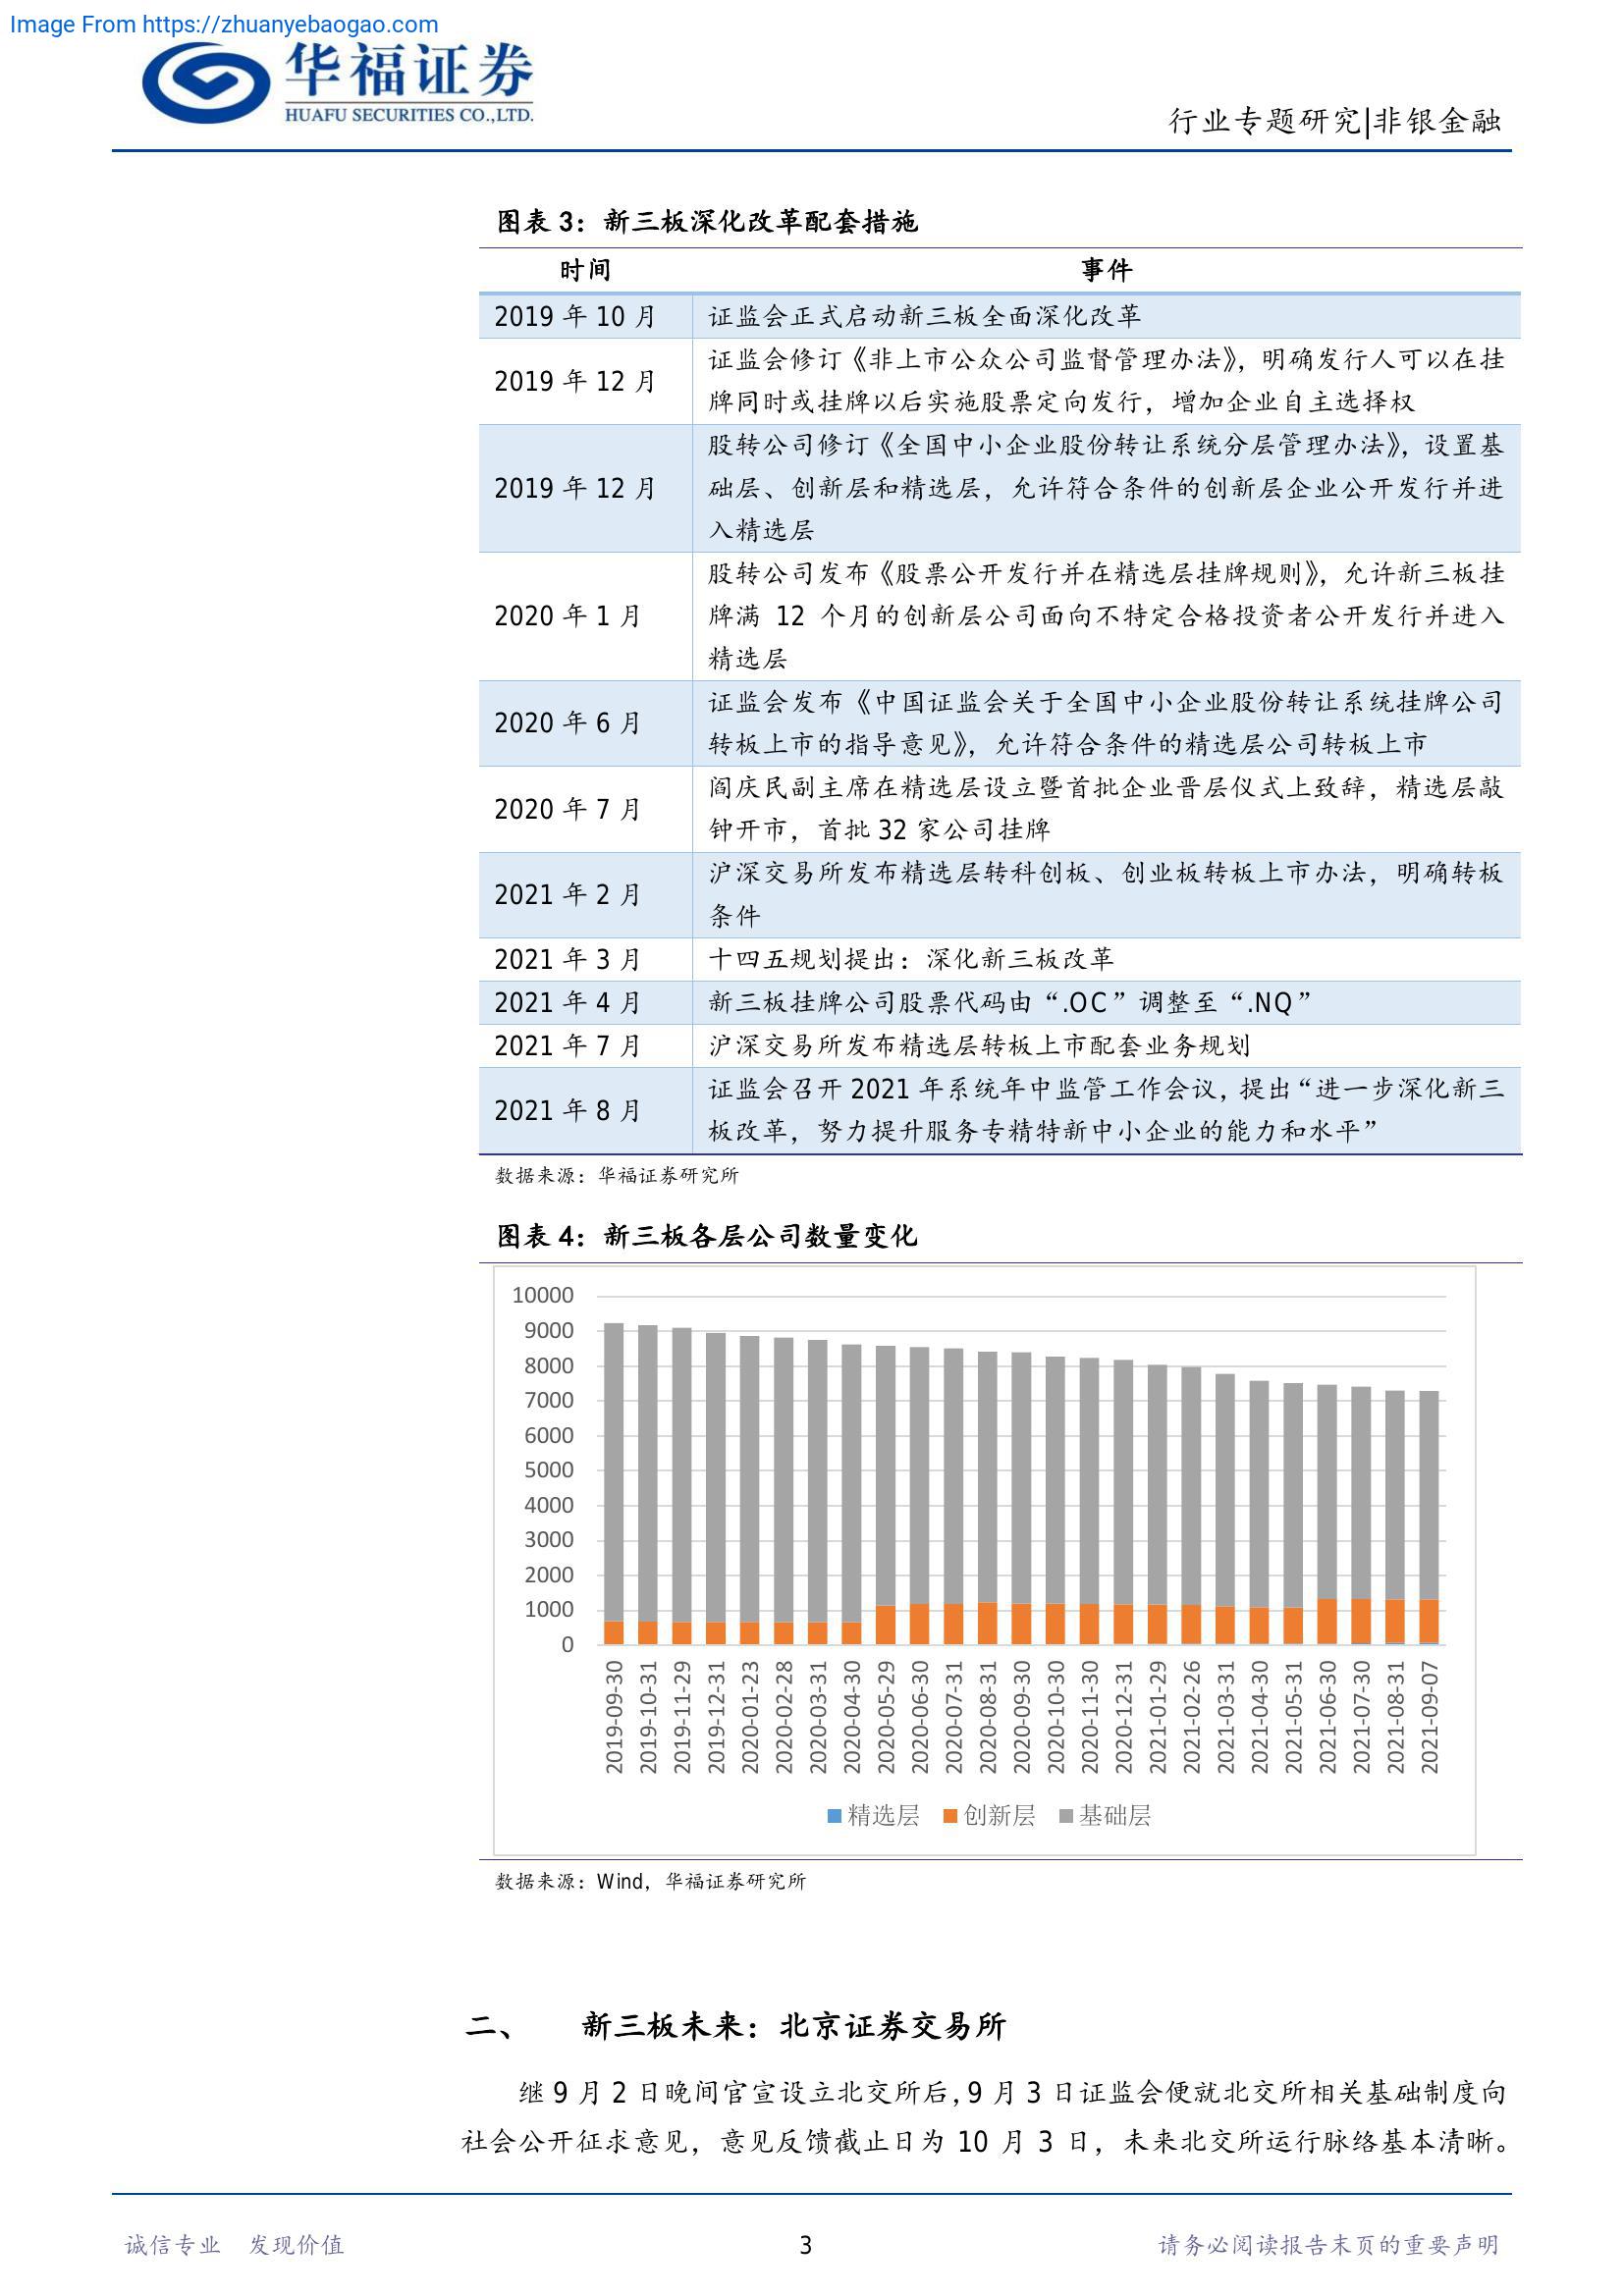 Image From https://zhuanyebaogao.com
华福证券
HUAFU SECURITIES CO.,LTD.
行业专题研究|非银金融
图表 3：新三板深化改革配套措施
时间 事件
2019 年 10 月 证监会正式启动新三板全面深化改革
2019 年 12 月 证监会修订《非上市公众公司监督管理办法》，明确发行人可以在挂
牌同时或挂牌以后实施股票定向发行，增加企业自主选择权
2019 年 12 月 股转公司修订《全国中小企业股份转让系统分层管理办法》，设置基
础层、创新层和精选层，允许符合条件的创新层企业公开发行并进
入精选层
2020 年 1 月 股转公司发布《股票公开发行并在精选层挂牌规则》，允许新三板挂
牌满 12 个月的创新层公司面向不特定合格投资者公开发行并进入
精选层
2020 年 6 月 证监会发布《中国证监会关于全国中小企业股份转让系统挂牌公司
转板上市的指导意见》，允许符合条件的精选层公司转板上市
2020 年 7 月 阎庆民副主席在精选层设立暨首批企业晋层仪式上致辞，精选层敲
钟开市，首批 32 家公司挂牌
2021 年 2 月 沪深交易所发布精选层转科创板、创业板转板上市办法，明确转板
条件
2021 年 3 月 十四五规划提出：深化新三板改革
2021 年 4 月 新三板挂牌公司股票代码由“.OC”调整至“.NQ”
2021 年 7 月 沪深交易所发布精选层转板上市配套业务规划
2021 年 8 月 证监会召开 2021 年系统年中监管工作会议，提出“进一步深化新三
板改革，努力提升服务专精特新中小企业的能力和水平”
数据来源：华福证券研究所
图表 4：新三板各层公司数量变化
10000
9000
8000
7000
6000
5000
4000
3000
2000
1000
0
2019-09-30
2019-10-31
2019-11-29
2019-12-31
2020-01-23
2020-02-28
2020-03-31
2020-04-30
2020-05-29
2020-06-30
2020-07-31
2020-08-31
2020-09-30
2020-10-30
2020-11-30
2020-12-31
2021-01-29
2021-02-26
2021-03-31
2021-04-30
2021-05-31
2021-06-30
2021-07-30
2021-08-31
2021-09-07
精选层 创新层 基础层
数据来源：Wind，华福证券研究所
二、 新三板未来：北京证券交易所
继 9 月 2 日晚间官宣设立北交所后，9 月 3 日证监会便就北交所相关基础制度向
社会公开征求意见，意见反馈截止日为 10 月 3 日，未来北交所运行脉络基本清晰。
诚信专业 发现价值 3 请务必阅读报告末页的重要声明